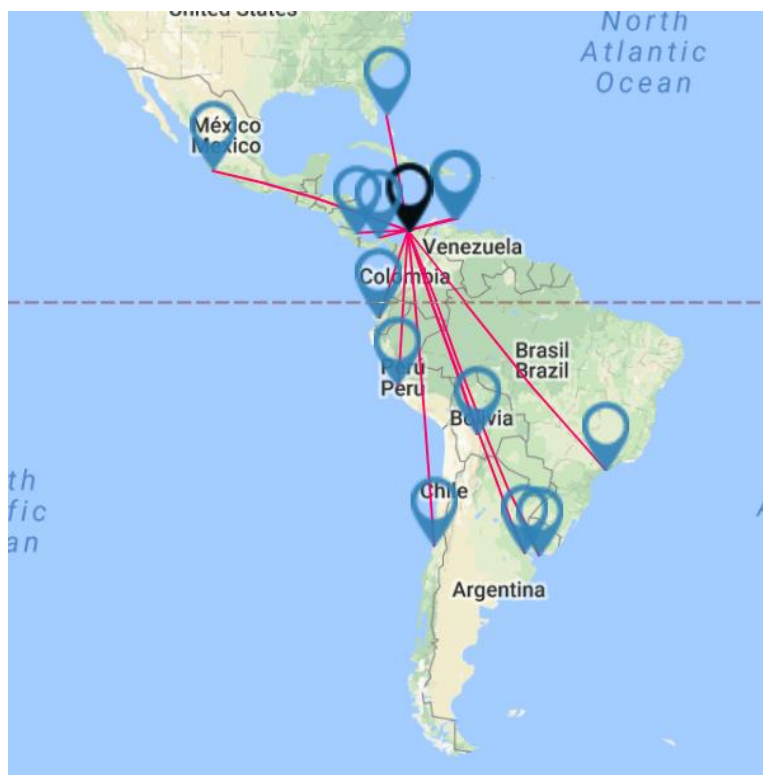 United States
North
Atlantic
Ocean
México
Mexico
Venezuela
Colombia
Perú
Peru
Brasil
Brazil
Bolivia
Chile
Argentina
th
fic
an